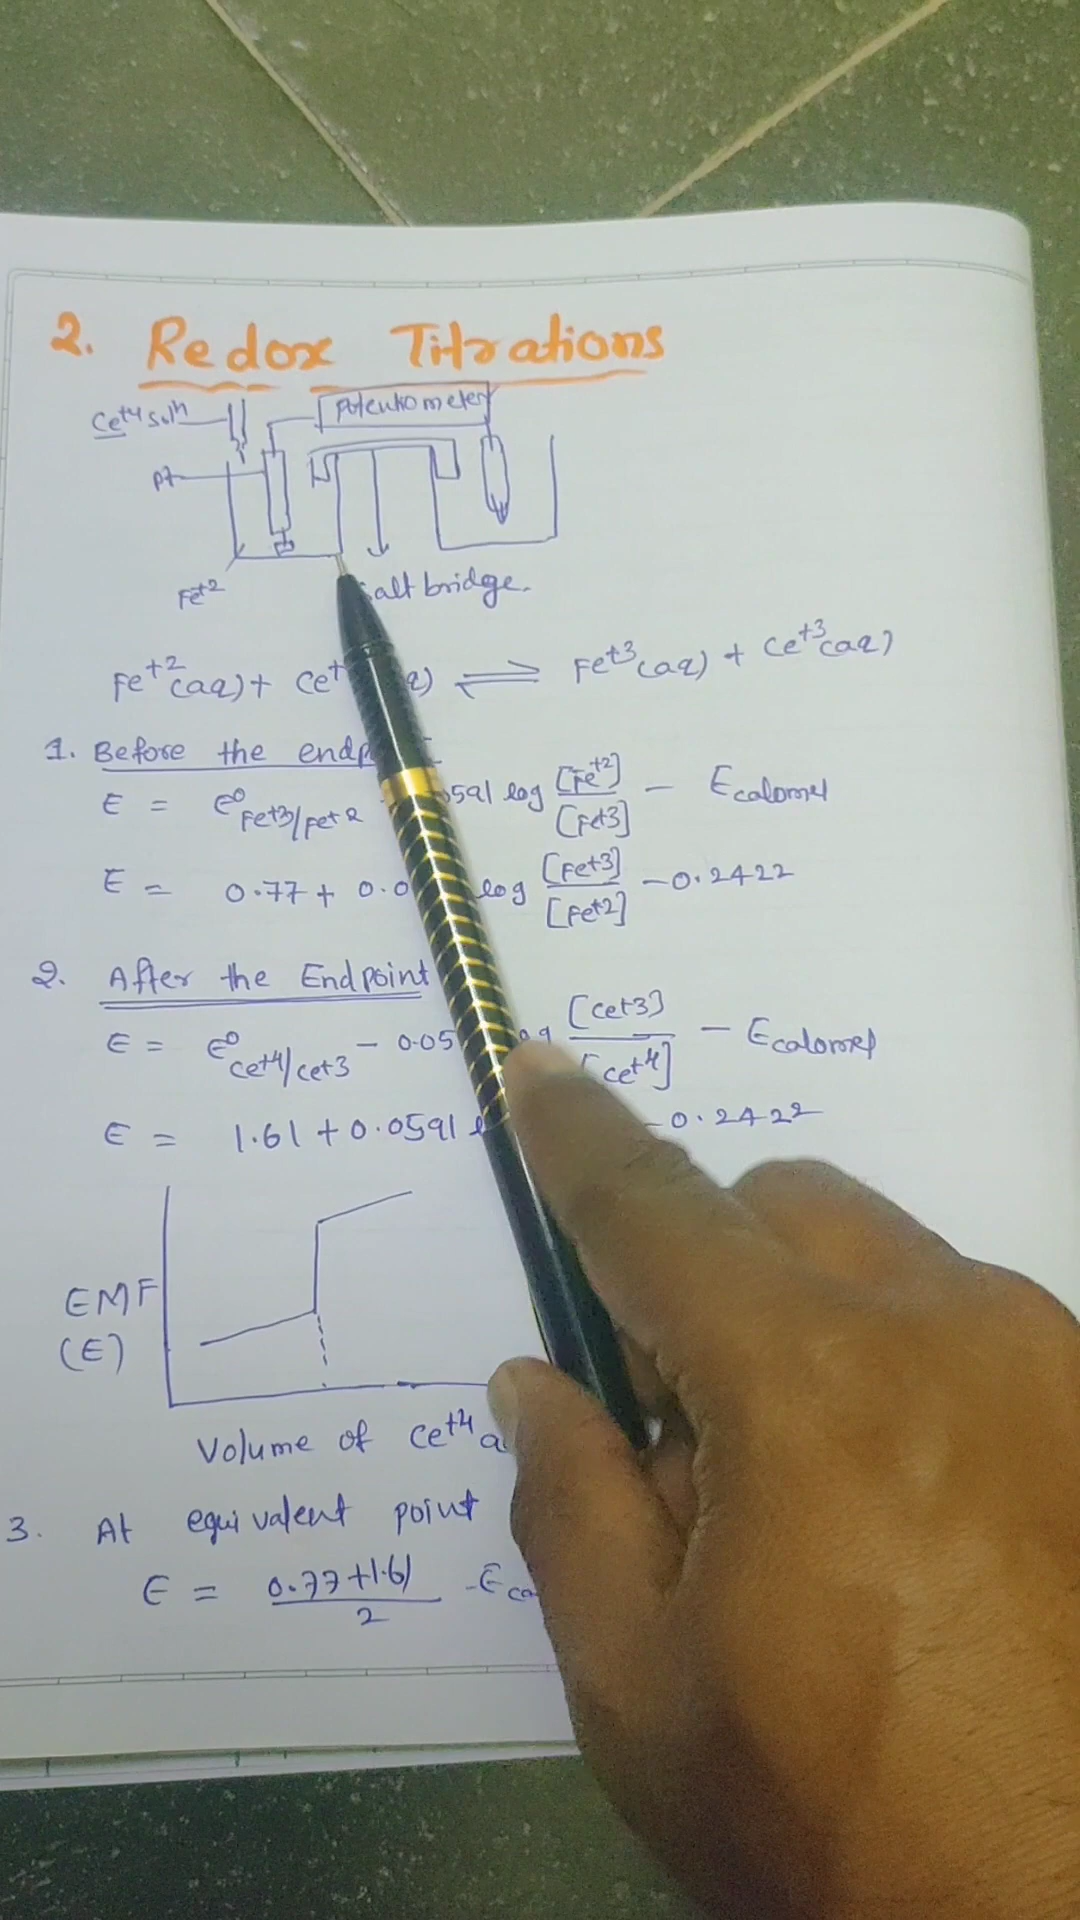 2. Redox Titrations
Ce+4 soln
Potentiometer
Pt
Fe+2
salt bridge.
Fe+2(aq) + Ce+ ⇌ Fe+3(aq) + Ce+3(aq)
1. Before the
E = E°Fe+3/Fe+2 0591 log [Fe+2]/[Fe+3] - Ecalomel
E = 0.77 + 0.0 log [Fe+3]/[Fe+2] - 0.2422
2. After the Endpoint
E = E°Ce+4/Ce+3 - 0.05 [Ce+3]/[Ce+4] - Ecalomel
E = 1.61 + 0.0591 - 0.2422
EMF
(E)
Volume of Ce+4
3. At equivalent point
E = 0.77+1.61/2 - E